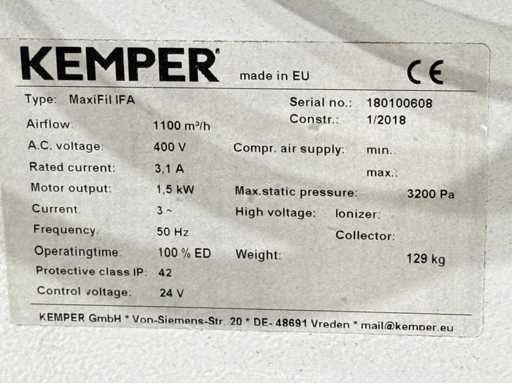 KEMPER® made in EU CE
Type: MaxiFil IFA Serial no.: 180100608
Airflow: 1100 m³/h Constr.: 1/2018
A.C. voltage: 400 V Compr. air supply: min.
Rated current: 3,1 A max.:
Motor output: 1,5 kW Max.static pressure: 3200 Pa
Current: 3 ~ High voltage: Ionizer:
Frequency: 50 Hz Collector:
Operatingtime: 100 % ED Weight: 129 kg
Protective class IP: 42
Control voltage: 24 V
KEMPER GmbH * Von-Siemens-Str. 20 * DE- 48691 Vreden * mail@kemper.eu